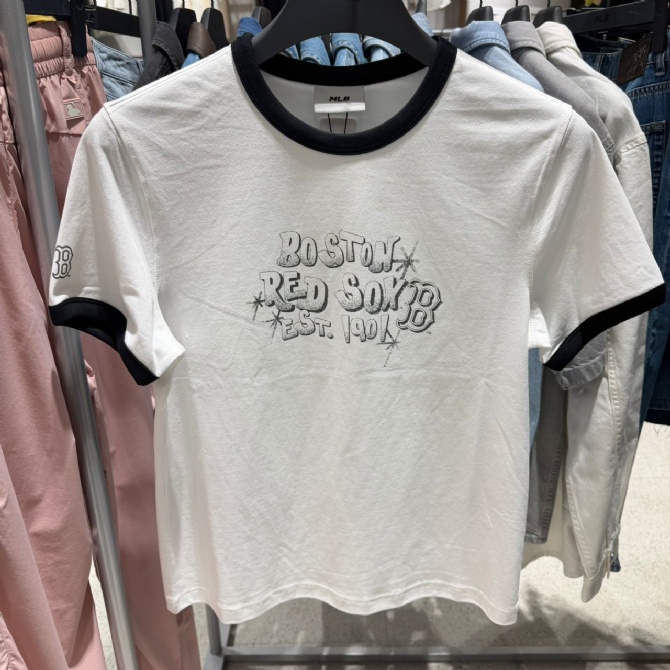 MLB
BOSTON
RED SOX B
EST. 1901
B